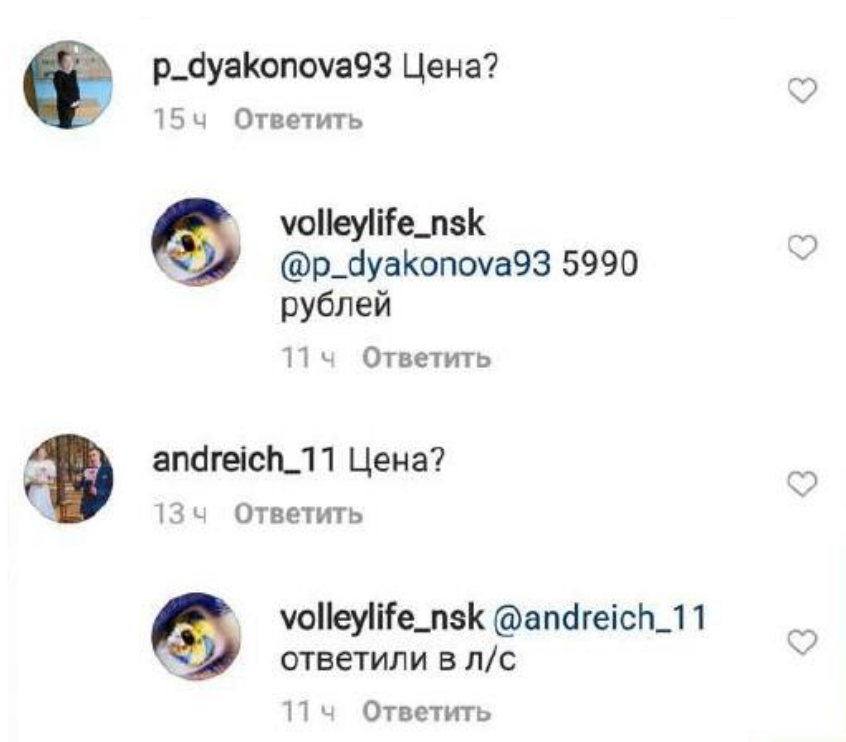 p_dyakonova93 Цена?
15 ч Ответить
volleylife_nsk
@p_dyakonova93 5990
рублей
11 ч Ответить
andreich_11 Цена?
13 ч Ответить
volleylife_nsk @andreich_11
ответили в л/с
11 ч Ответить